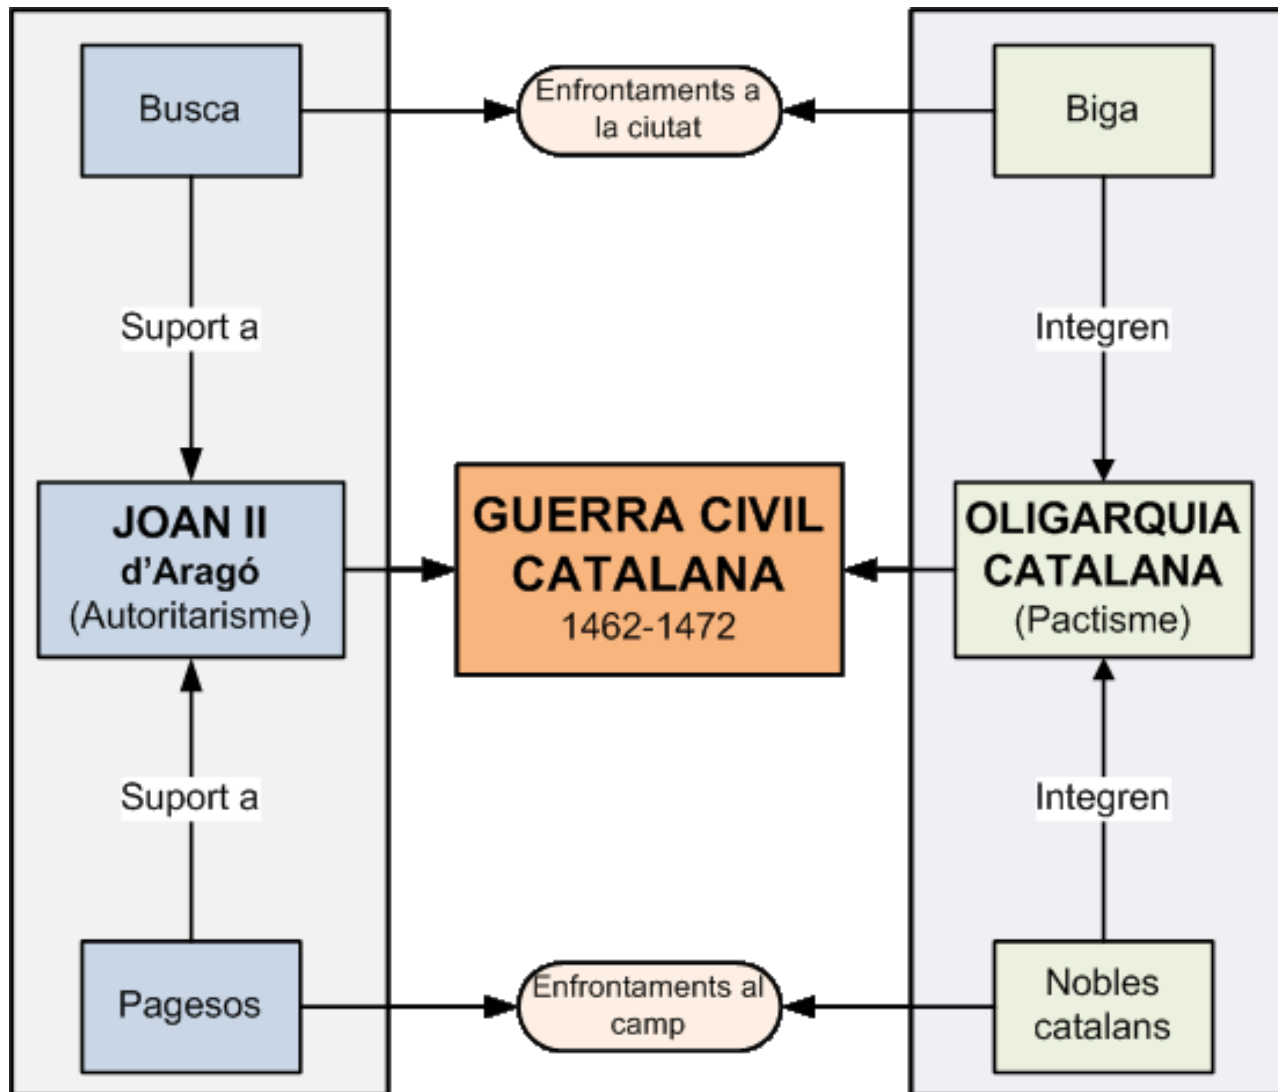 Busca
Enfrontaments a
la ciutat
Biga
Suport a
Integren
JOAN II
d'Aragó
(Autoritarisme)
GUERRA CIVIL
CATALANA
1462-1472
OLIGARQUIA
CATALANA
(Pactisme)
Suport a
Integren
Pagesos
Enfrontaments al
camp
Nobles
catalans